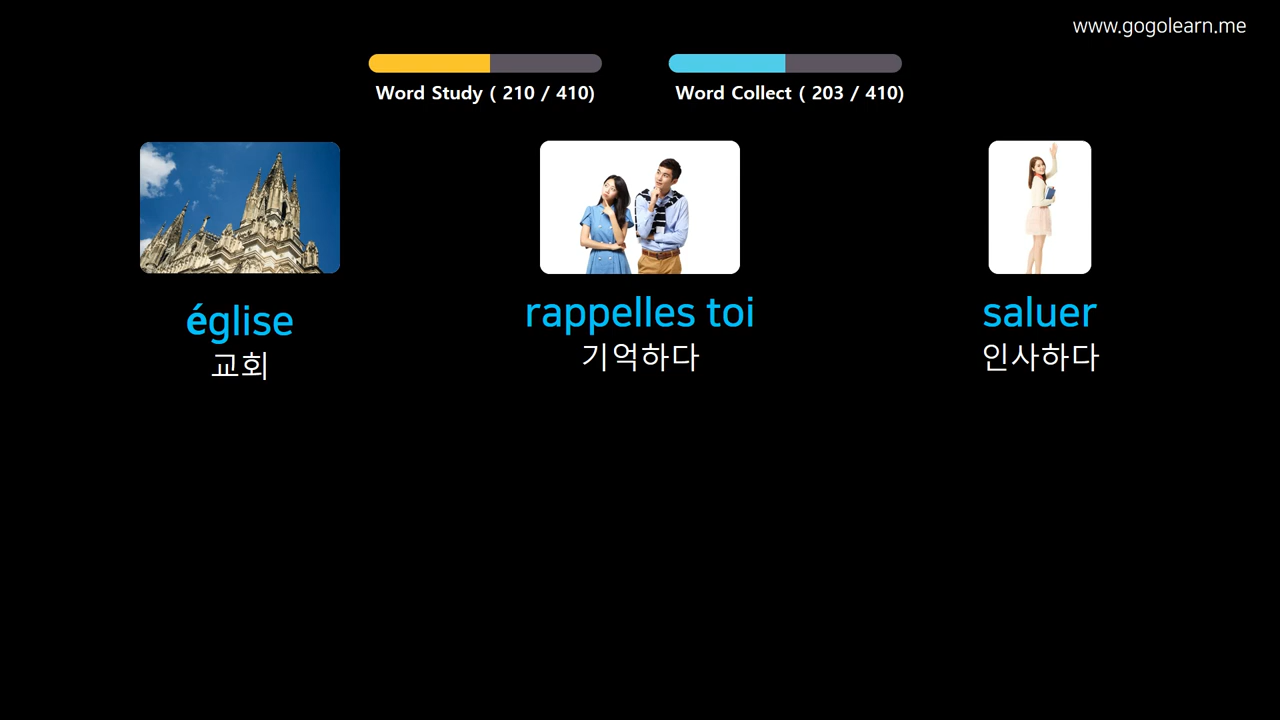 www.gogolearn.me
Word Study ( 210 / 410)
Word Collect ( 203 / 410)
église
교회
rappelles toi
기억하다
saluer
인사하다